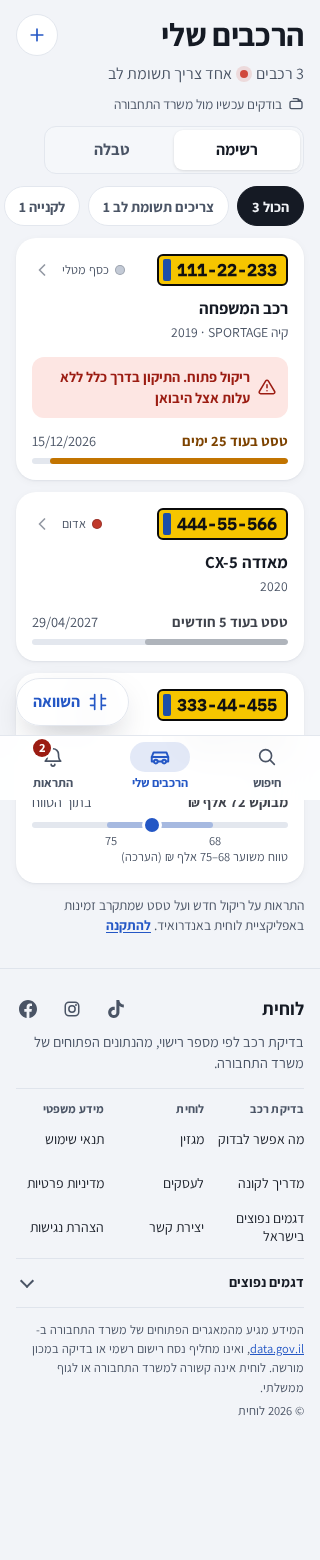 הרכבים שלי
3 רכבים אחד צריך תשומת לב
בודקים עכשיו מול משרד התחבורה
רשימה
טבלה
הכול 3
צריכים תשומת לב 1
לקנייה 1
111-22-233
כסף מטלי
רכב המשפחה
קיה SPORTAGE · 2019
ריקול פתוח. התיקון בדרך כלל ללא
עלות אצל היבואן
טסט בעוד 25 ימים
15/12/2026
444-55-566
אדום
מאזדה CX-5
2020
טסט בעוד 5 חודשים
29/04/2027
333-44-455
השוואה
2
חיפוש
הרכבים שלי
התראות
מבוקש 72 אלף ₪
בתוך הטווח
68
75
טווח משוער 68–75 אלף ₪ (הערכה)
התראות על ריקול חדש ועל טסט שמתקרב זמינות
באפליקציית לוחית באנדרואיד. להתקנה
לוחית
בדיקת רכב לפי מספר רישוי, מהנתונים הפתוחים של
משרד התחבורה.
בדיקת רכב
לוחית
מידע משפטי
מה אפשר לבדוק
מגזין
תנאי שימוש
מדריך לקונה
לעסקים
מדיניות פרטיות
דגמים נפוצים
בישראל
יצירת קשר
הצהרת נגישות
דגמים נפוצים
המידע מגיע מהמאגרים הפתוחים של משרד התחבורה ב-
data.gov.il, ואינו מחליף נסח רישום רשמי או בדיקה במכון
מורשה. לוחית אינה קשורה למשרד התחבורה או לגוף
ממשלתי.
© 2026 לוחית